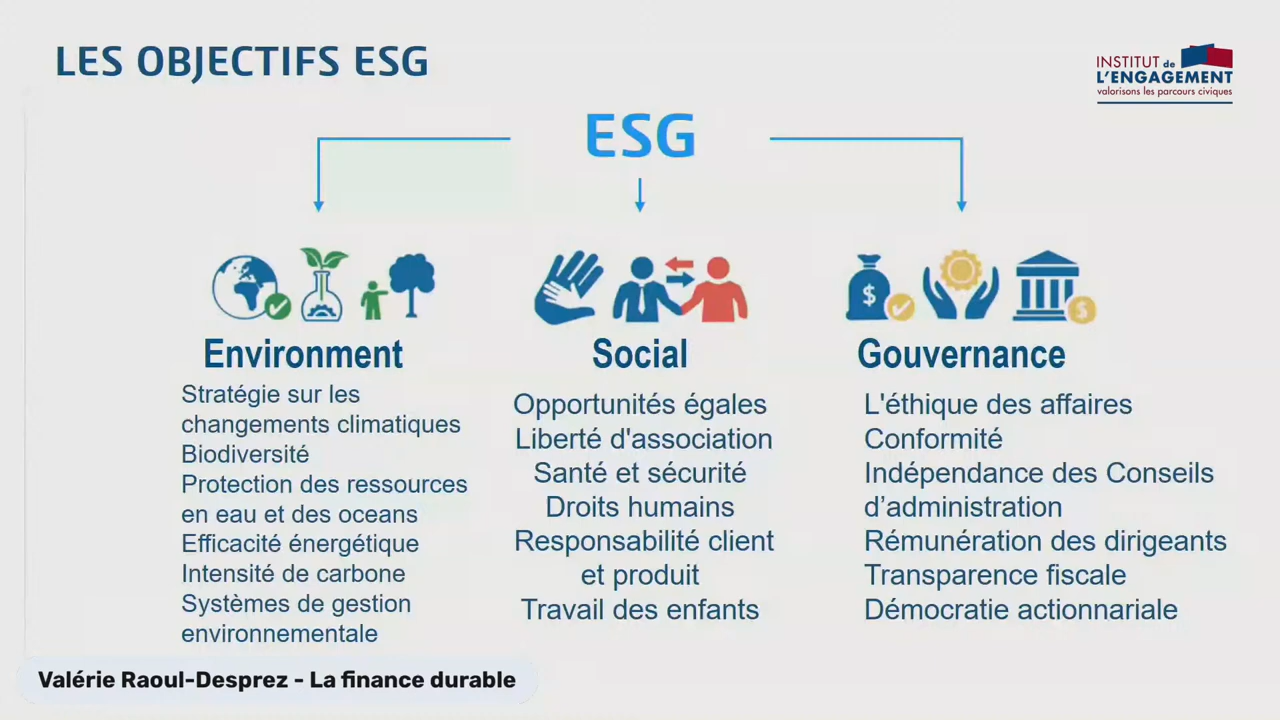 LES OBJECTIFS ESG
INSTITUT de
L'ENGAGEMENT
valorisons les parcours civiques
ESG
$
$
Environment
Stratégie sur les
changements climatiques
Biodiversité
Protection des ressources
en eau et des oceans
Efficacité énergétique
Intensité de carbone
Systèmes de gestion
environnementale
Social
Opportunités égales
Liberté d'association
Santé et sécurité
Droits humains
Responsabilité client
et produit
Travail des enfants
Gouvernance
L'éthique des affaires
Conformité
Indépendance des Conseils
d’administration
Rémunération des dirigeants
Transparence fiscale
Démocratie actionnariale
Valérie Raoul-Desprez - La finance durable